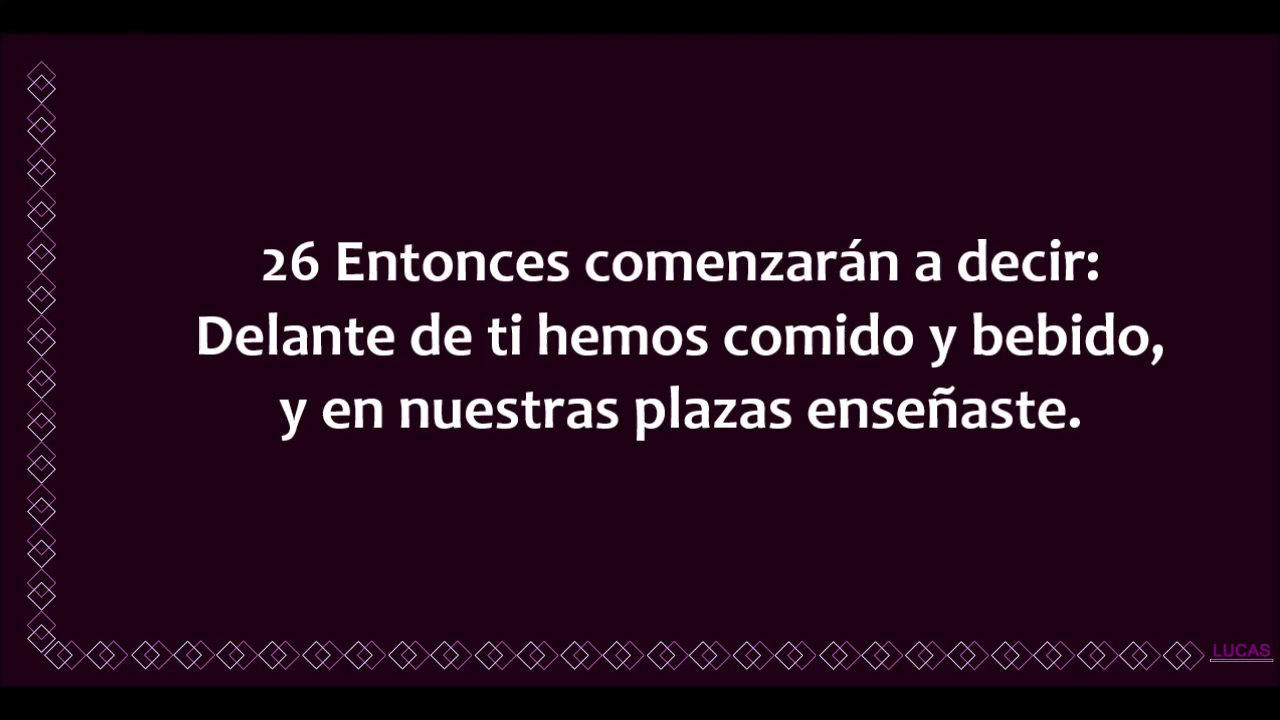 26 Entonces comenzarán a decir:
Delante de ti hemos comido y bebido,
y en nuestras plazas enseñaste.
LUCAS